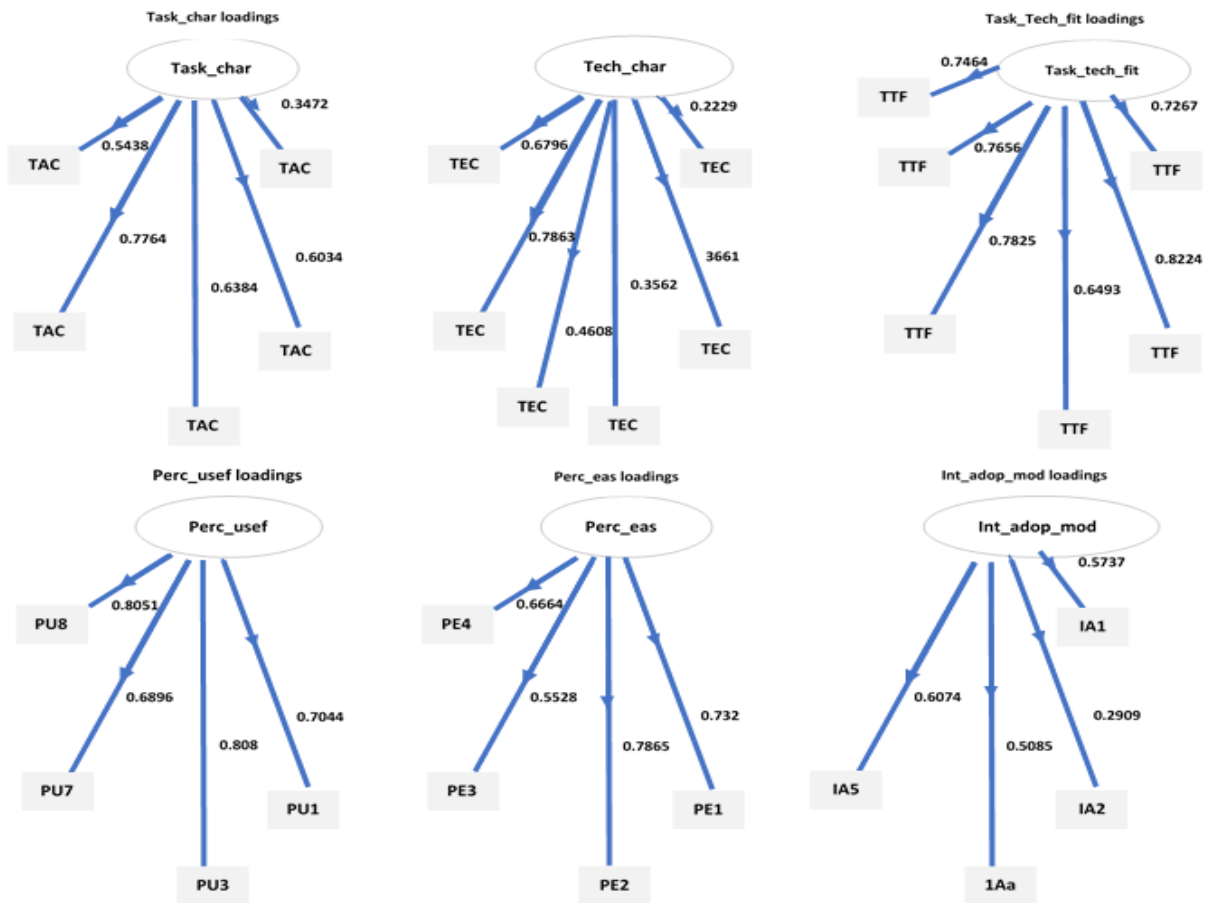 Task_char loadings
Task_char
0.3472
0.5438
TAC
TAC
0.7764
0.6034
0.6384
TAC
TAC
TAC
Tech_char
0.2229
0.6796
TEC
TEC
0.7863
3661
0.3562
0.4608
TEC
TEC
TEC
TEC
Task_Tech_fit loadings
Task_tech_fit
0.7464
TTF
0.7267
0.7656
TTF
TTF
0.7825
0.8224
0.6493
TTF
TTF
TTF
Perc_usef loadings
Perc_usef
0.8051
PU8
0.6896
0.7044
0.808
PU7
PU1
PU3
Perc_eas loadings
Perc_eas
0.6664
PE4
0.5528
0.732
0.7865
PE3
PE1
PE2
Int_adop_mod loadings
Int_adop_mod
0.5737
IA1
0.6074
0.2909
0.5085
IA5
IA2
1Aa